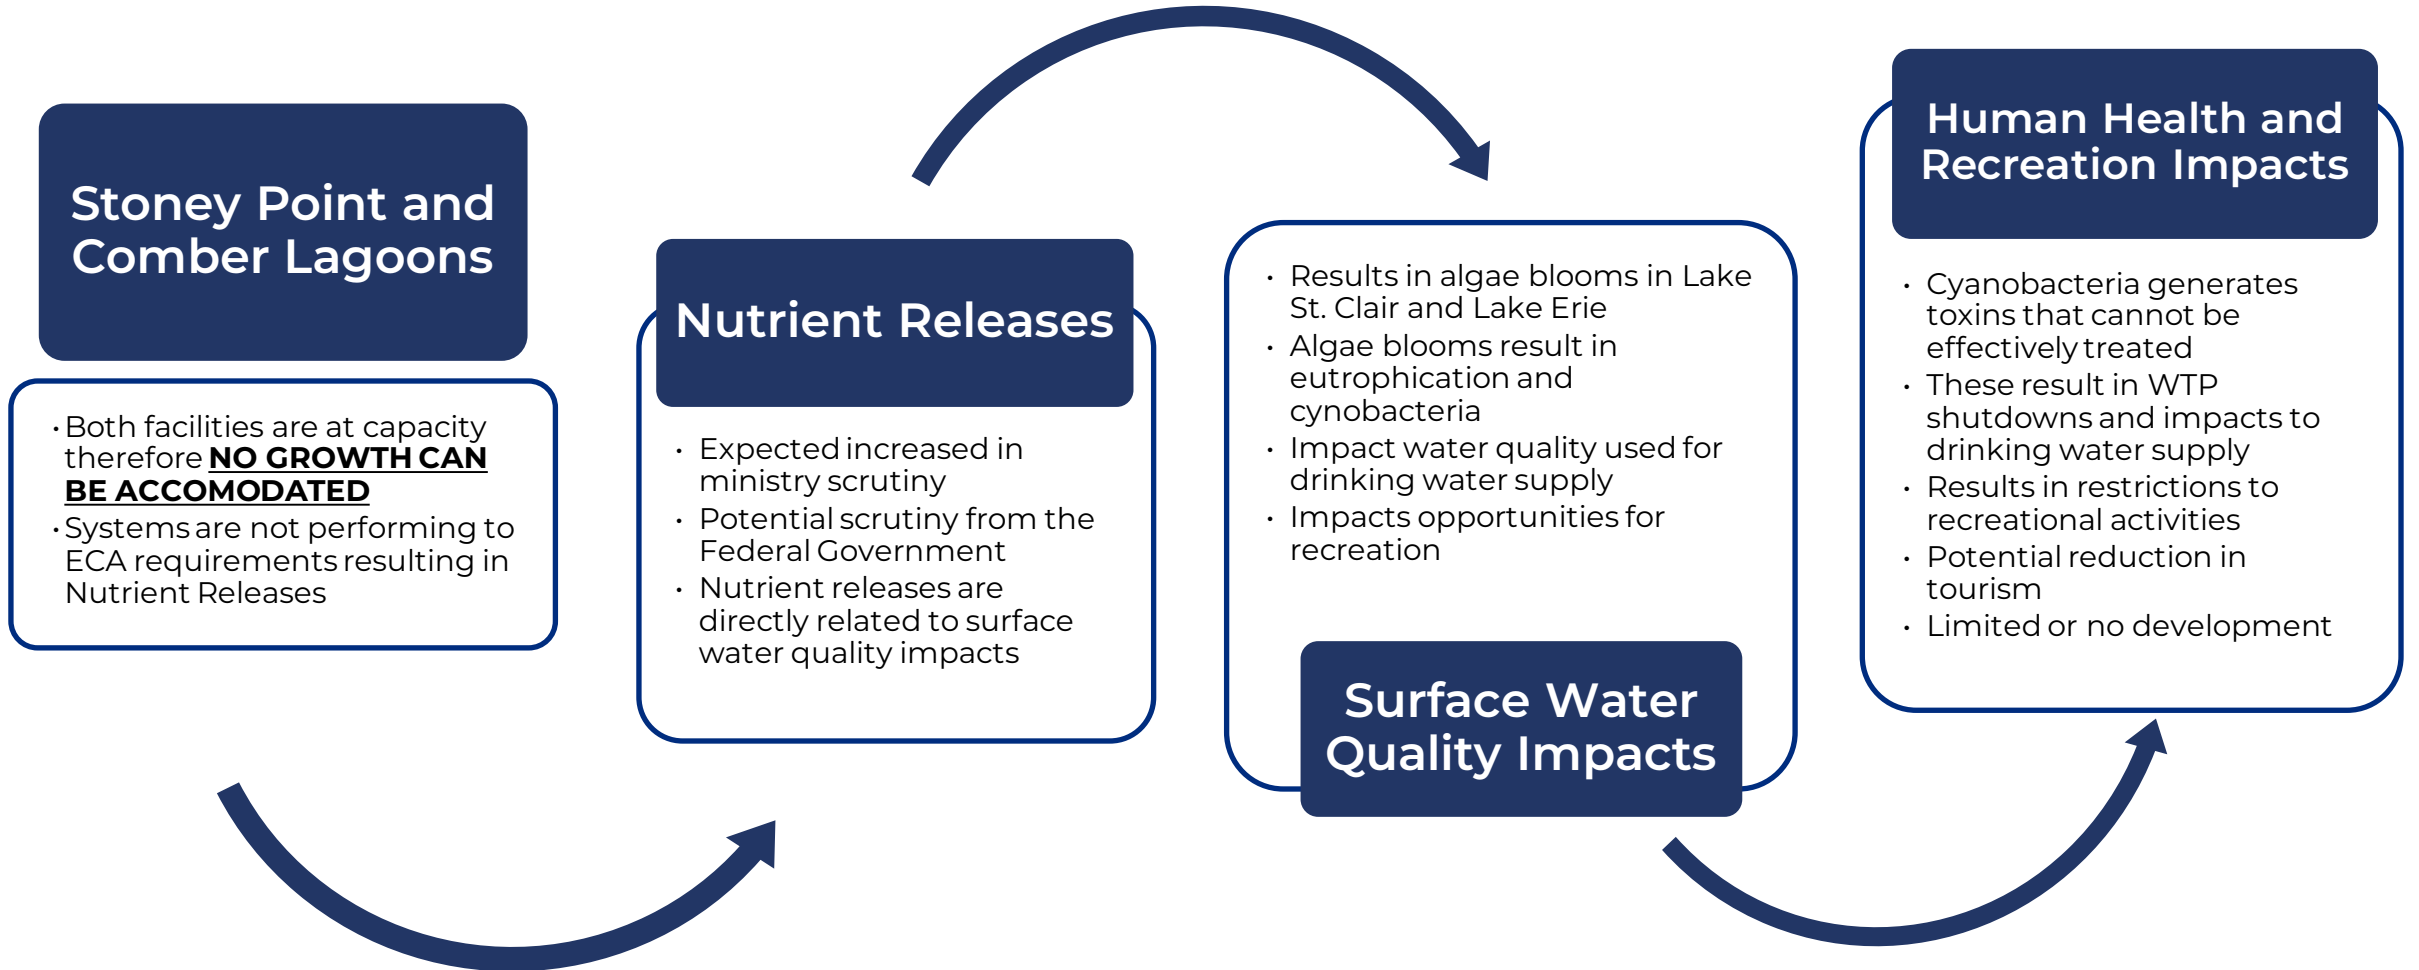 Stoney Point and
Comber Lagoons
· Both facilities are at capacity
therefore NO GROWTH CAN
BE ACCOMODATED
· Systems are not performing to
ECA requirements resulting in
Nutrient Releases
Nutrient Releases
· Expected increased in
ministry scrutiny
· Potential scrutiny from the
Federal Government
· Nutrient releases are
directly related to surface
water quality impacts
· Results in algae blooms in Lake
St. Clair and Lake Erie
· Algae blooms result in
eutrophication and
cynobacteria
· Impact water quality used for
drinking water supply
· Impacts opportunities for
recreation
Surface Water
Quality Impacts
Human Health and
Recreation Impacts
· Cyanobacteria generates
toxins that cannot be
effectively treated
· These result in WTP
shutdowns and impacts to
drinking water supply
· Results in restrictions to
recreational activities
· Potential reduction in
tourism
· Limited or no development